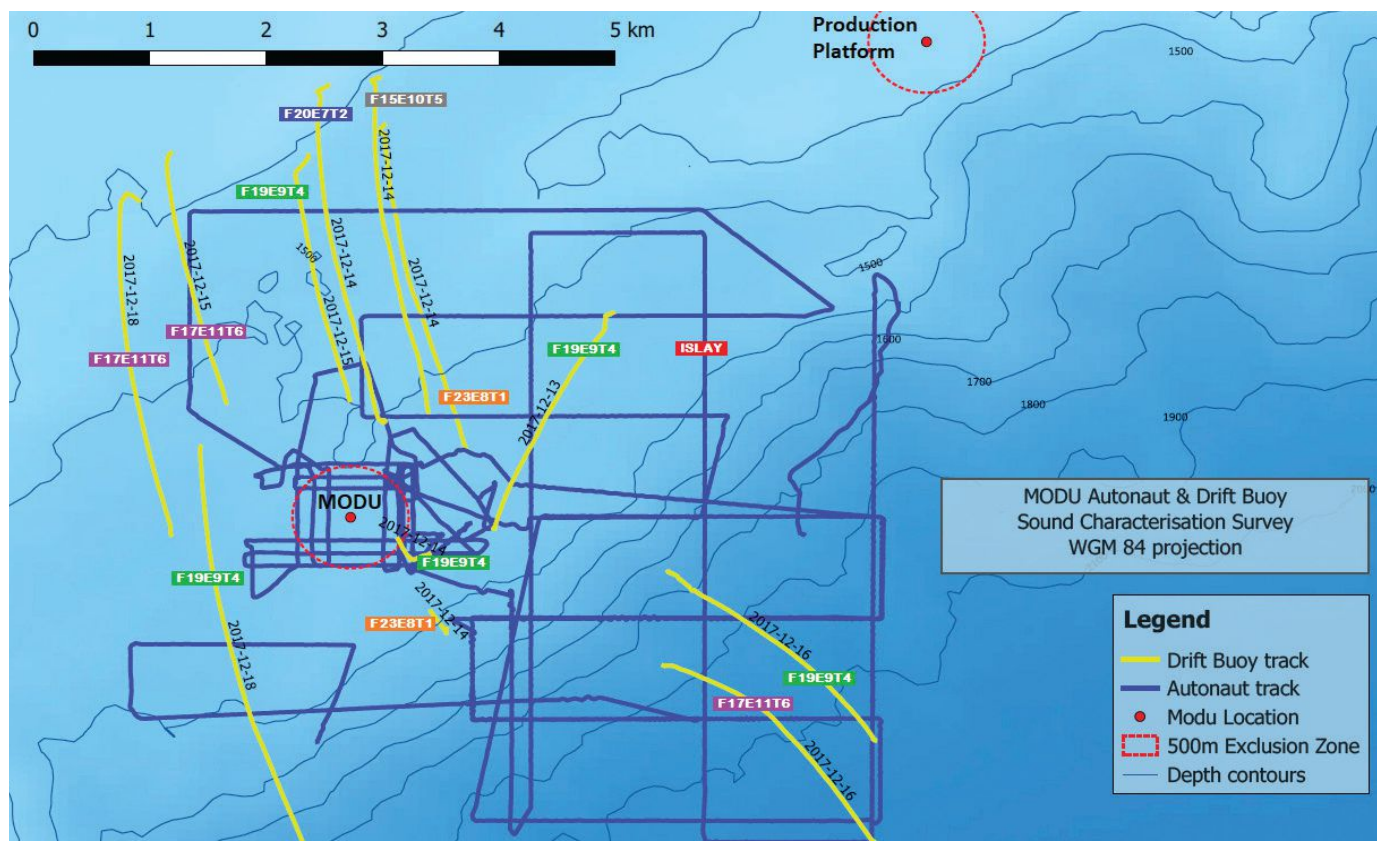 0 1 2 3 4 5 km
Production
Platform
1500
F20E7T2
F15E10T5
2017-12-14
F19E9T4
2017-12-14
2017-12-15
2017-12-18
1500
2017-12-14
1500
F17E11T6
F17E11T6
2017-12-15
F19E9T4
ISLAY
1600
1700
1800
1900
F23E8T1
2017-12-13
MODU
2017-12-14
F19E9T4
F19E9T4
2017-12-14
F23E8T1
2017-12-18
2017-12-16
F19E9T4
F17E11T6
2017-12-16
MODU Autonaut & Drift Buoy
Sound Characterisation Survey
WGM 84 projection
Legend
Drift Buoy track
Autonaut track
Modu Location
500m Exclusion Zone
Depth contours